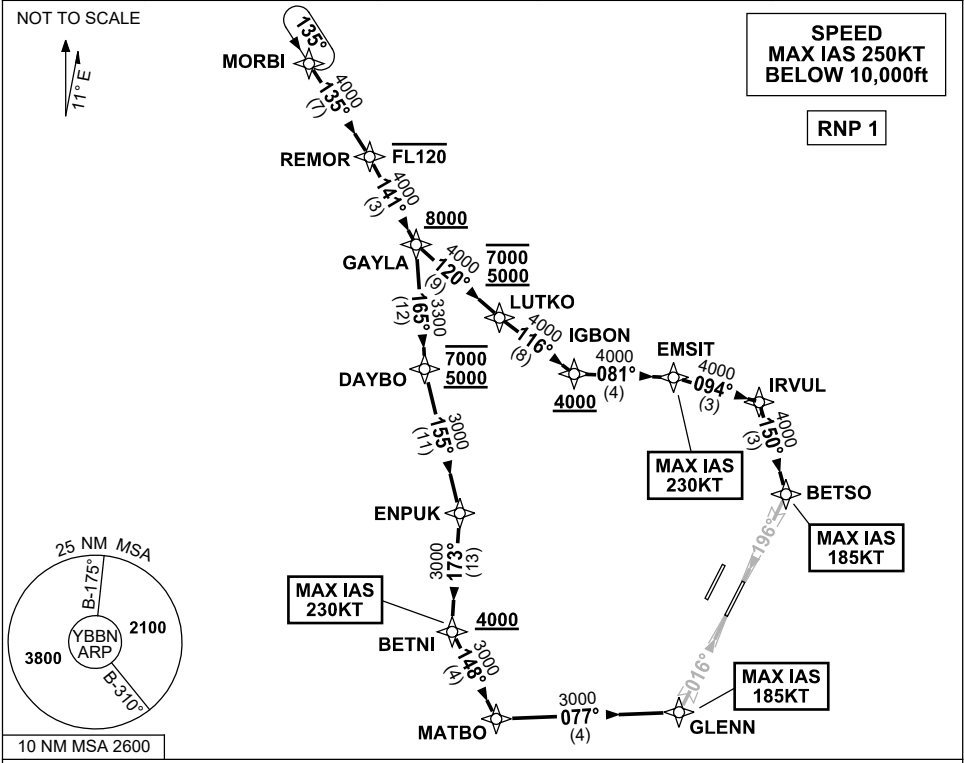 NOT TO SCALE
11° E
SPEED
MAX IAS 250KT
BELOW 10,000ft
RNP 1
135°
MORBI
4000
135°
(7)
REMOR
FL120
4000
141°
(3)
8000
GAYLA
4000
120°
(9)
7000
5000
LUTKO
3300
165°
(12)
4000
116°
(8)
IGBON
4000
4000
081°
(4)
EMSIT
4000
094°
(3)
IRVUL
MAX IAS
230KT
4000
150°
(3)
BETSO
MAX IAS
185KT
DAYBO
7000
5000
3000
155°
(11)
ENPUK
3000
173°
(13)
MAX IAS
230KT
BETNI
4000
3000
148°
(4)
MATBO
3000
077°
(4)
GLENN
MAX IAS
185KT
196°
016°
25 NM MSA
B-175°
YBBN
ARP
2100
3800
B-310°
10 NM MSA 2600